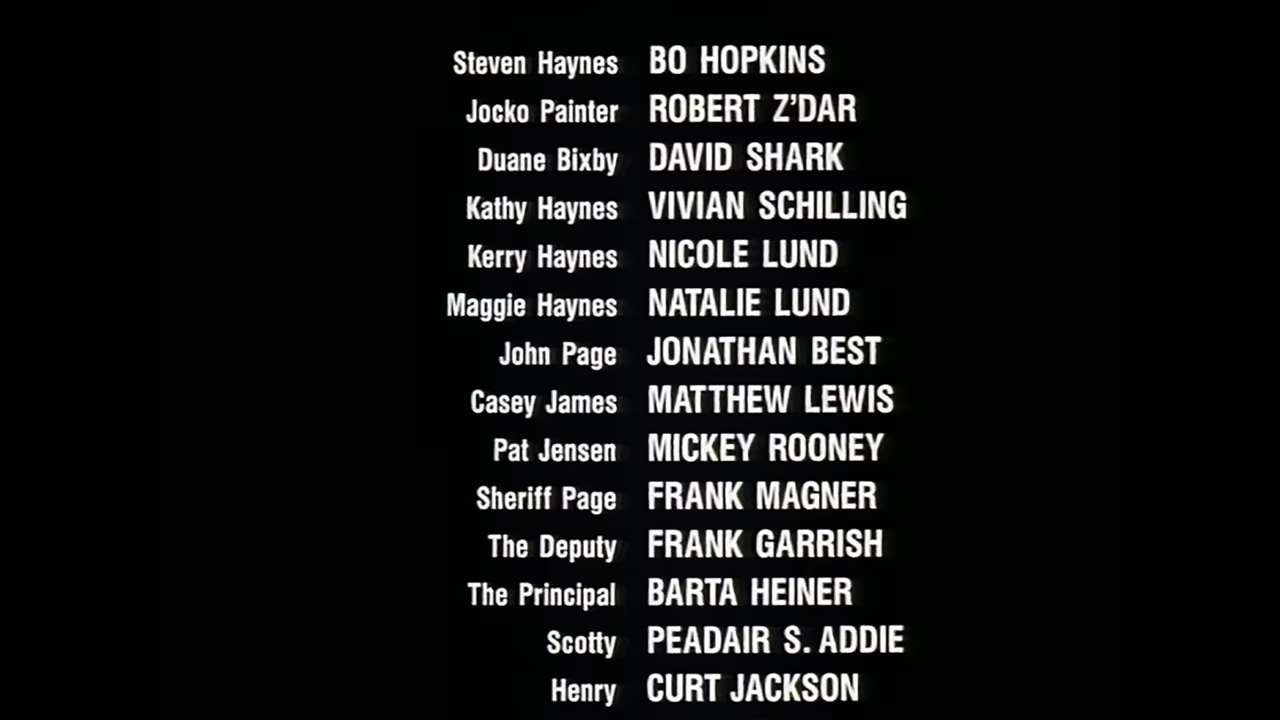 Steven Haynes BO HOPKINS
Jocko Painter ROBERT Z'DAR
Duane Bixby DAVID SHARK
Kathy Haynes VIVIAN SCHILLING
Kerry Haynes NICOLE LUND
Maggie Haynes NATALIE LUND
John Page JONATHAN BEST
Casey James MATTHEW LEWIS
Pat Jensen MICKEY ROONEY
Sheriff Page FRANK MAGNER
The Deputy FRANK GARRISH
The Principal BARTA HEINER
Scotty PEADAIR S. ADDIE
Henry CURT JACKSON